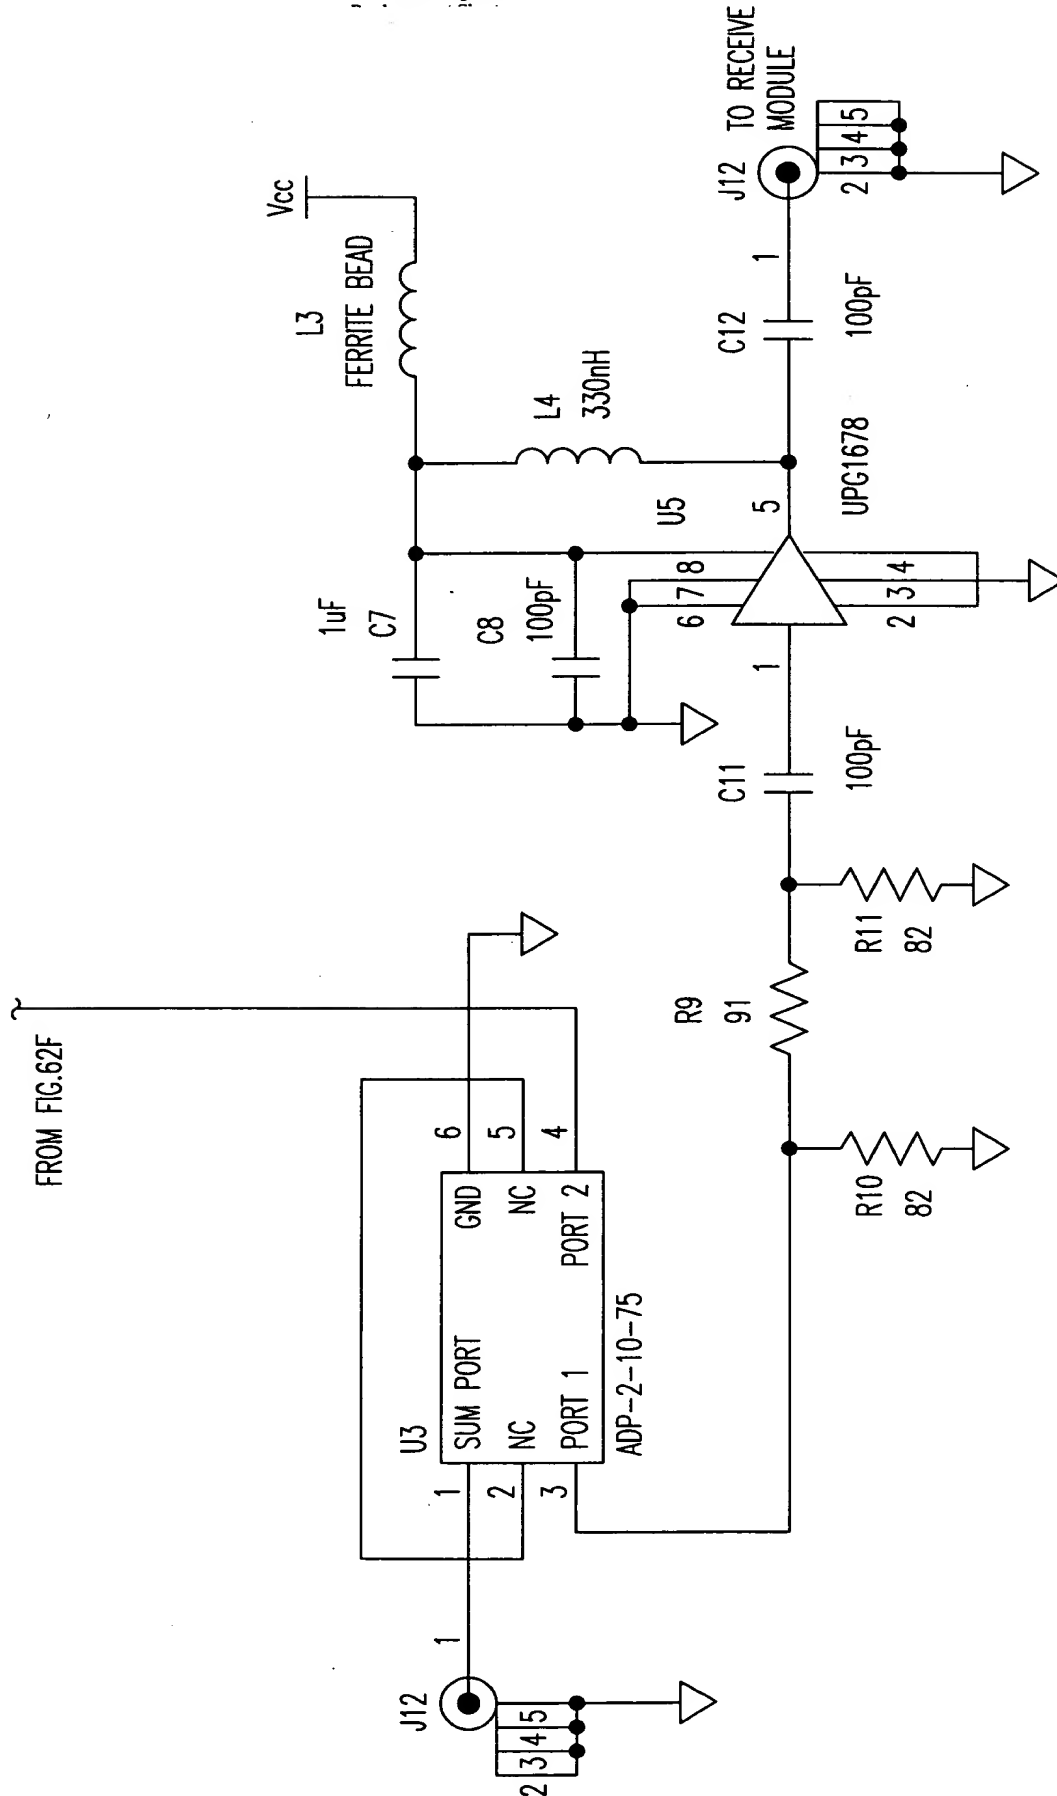 FROM FIG.62F
J12
1
2 3 4 5
U3
1
2
3
SUM PORT
NC
PORT 1
GND
NC
PORT 2
6
5
4
ADP-2-10-75
R10
82
R9
91
R11
82
C11
100pF
1uF
C7
C8
100pF
Vcc
L3
FERRITE BEAD
L4
330nH
U5
1
6 7 8
2 3 4
5
UPG1678
C12
100pF
1
J12
2 3 4 5
TO RECEIVE
MODULE